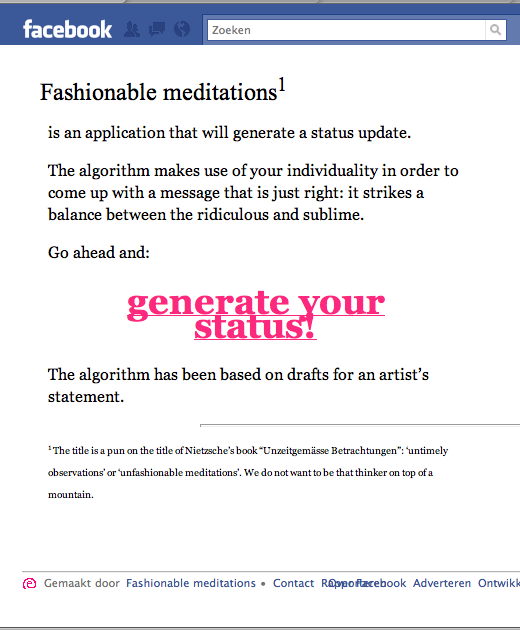 facebook
Zoeken
Fashionable meditations¹
is an application that will generate a status update.
The algorithm makes use of your individuality in order to
come up with a message that is just right: it strikes a
balance between the ridiculous and sublime.
Go ahead and:
generate your
status!
The algorithm has been based on drafts for an artist’s
statement.
¹ The title is a pun on the title of Nietzsche’s book “Unzeitgemässe Betrachtungen”: ‘untimely
observations’ or ‘unfashionable meditations’. We do not want to be that thinker on top of a
mountain.
Gemaakt door Fashionable meditations • Contact Facebook Adverteren Ontwikk